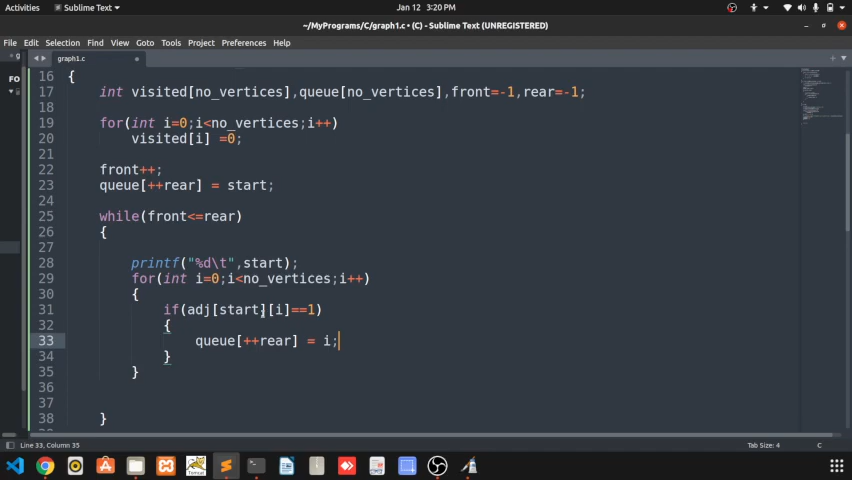 Activities Sublime Text Jan 12 3:20 PM
~/MyPrograms/C/graph1.c • (C) - Sublime Text (UNREGISTERED)
File Edit Selection Find View Goto Tools Project Preferences Help
graph1.c
FO
16 {
17 int visited[no_vertices],queue[no_vertices],front=-1,rear=-1;
18
19 for(int i=0;i<no_vertices;i++)
20 visited[i] =0;
21
22 front++;
23 queue[++rear] = start;
24
25 while(front<=rear)
26 {
27
28 printf("%d\t",start);
29 for(int i=0;i<no_vertices;i++)
30 {
31 if(adj[start][i]==1)
32 {
33 queue[++rear] = i;
34 }
35 }
36
37
38 }
Line 33, Column 35 Tab Size: 4 C